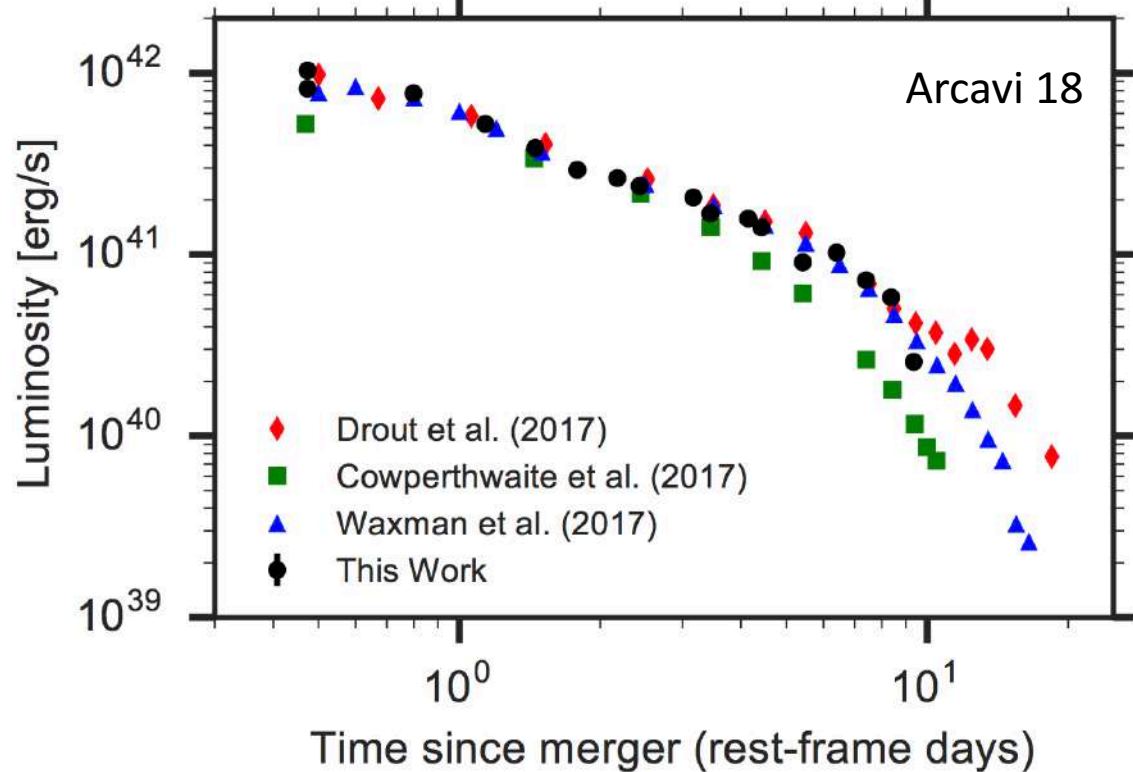 Arcavi 18
Luminosity [erg/s]
10^42
10^41
10^40
10^39
Drout et al. (2017)
Cowperthwaite et al. (2017)
Waxman et al. (2017)
This Work
10^0
10^1
Time since merger (rest-frame days)